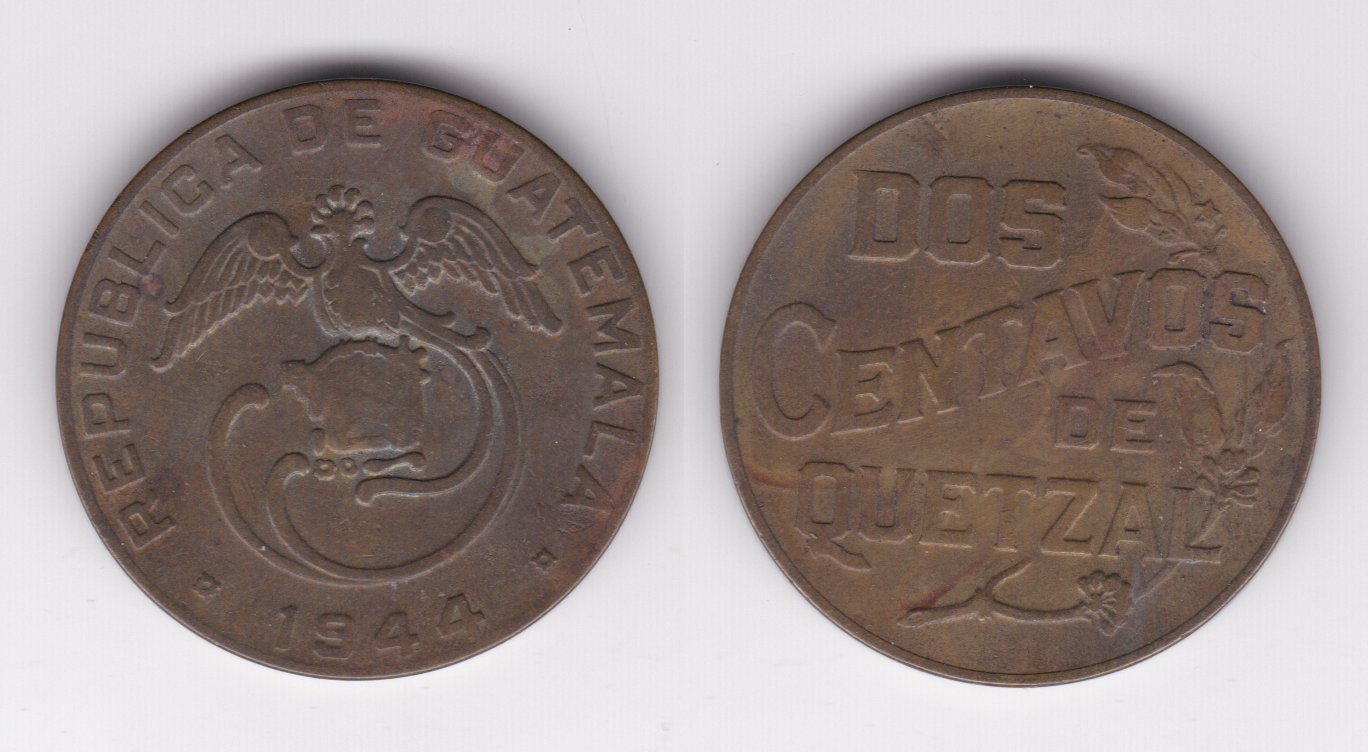 REPUBLICA DE GUATEMALA
1944
DOS
CENTAVOS
DE
QUETZAL